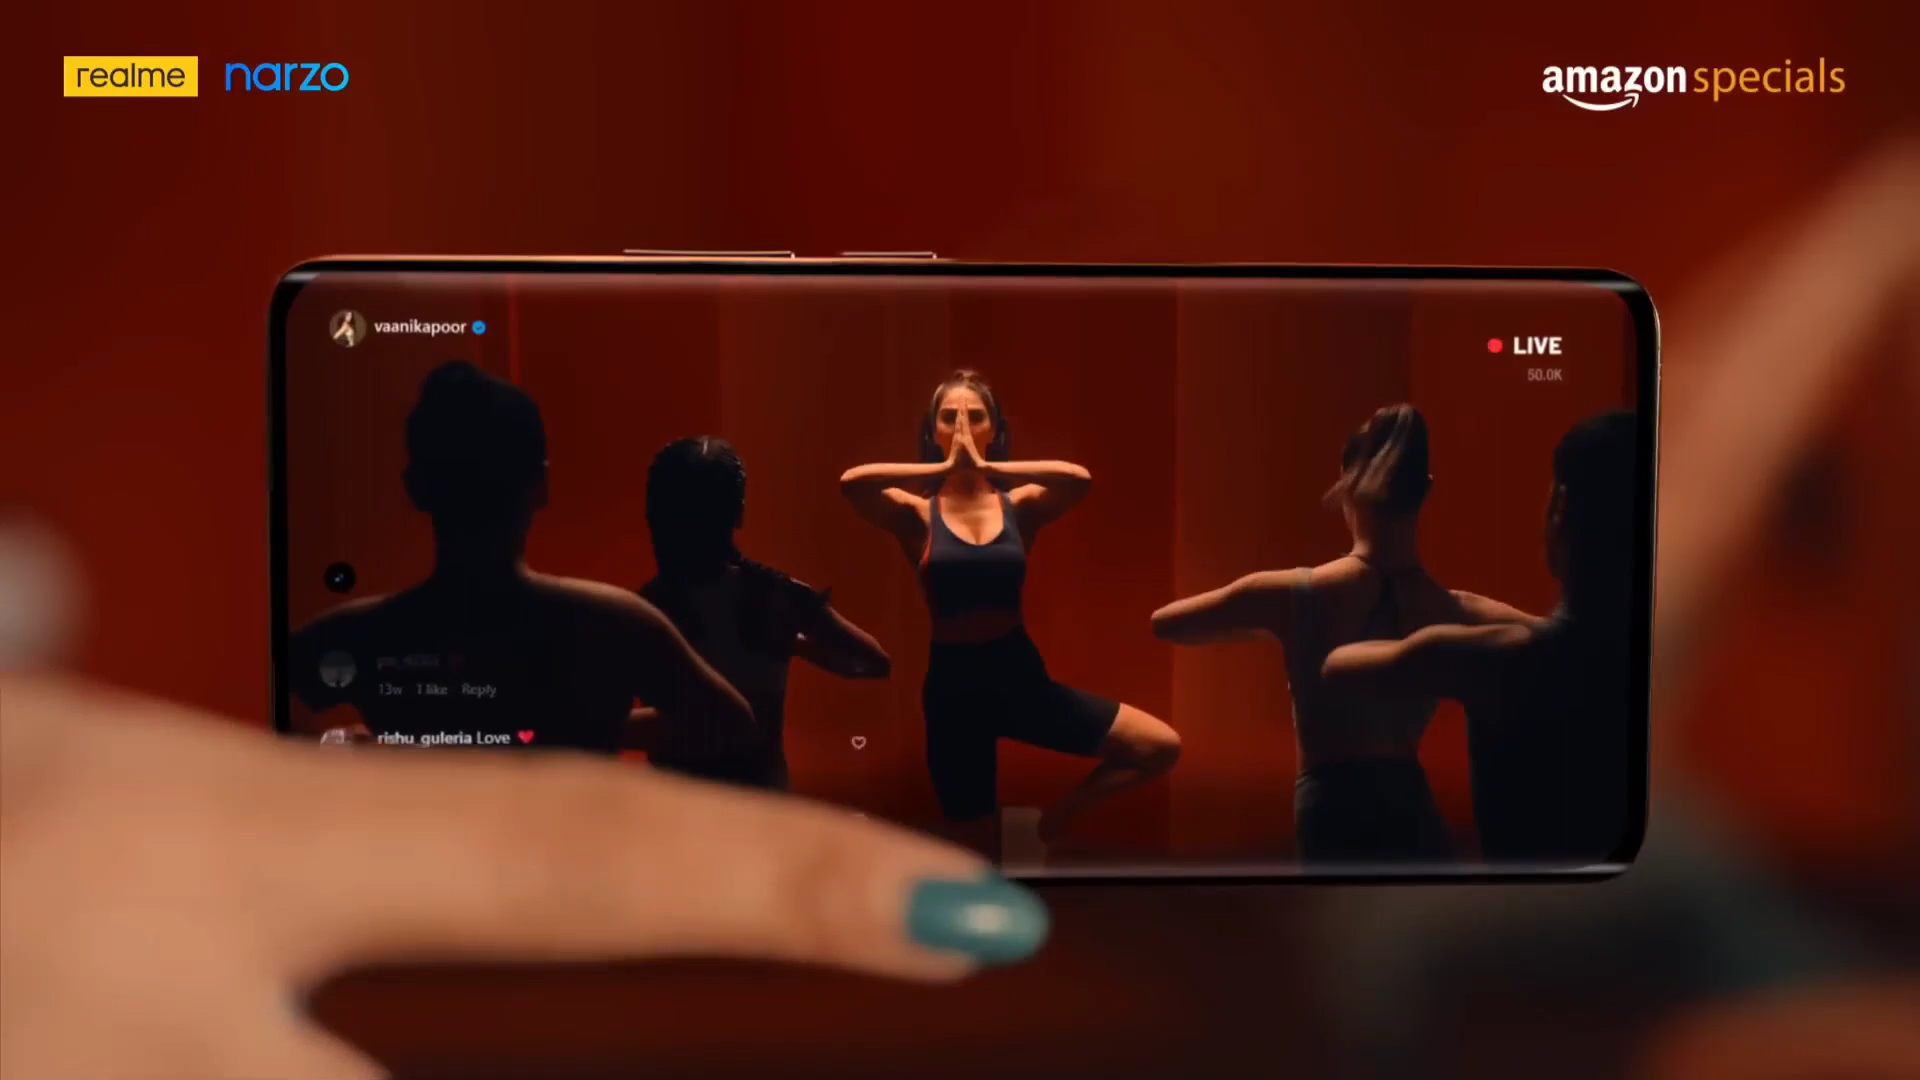 realme narzo
amazon specials
vaanikapoor
LIVE
50.0K
13w 1 like Reply
rishu_guleria Love